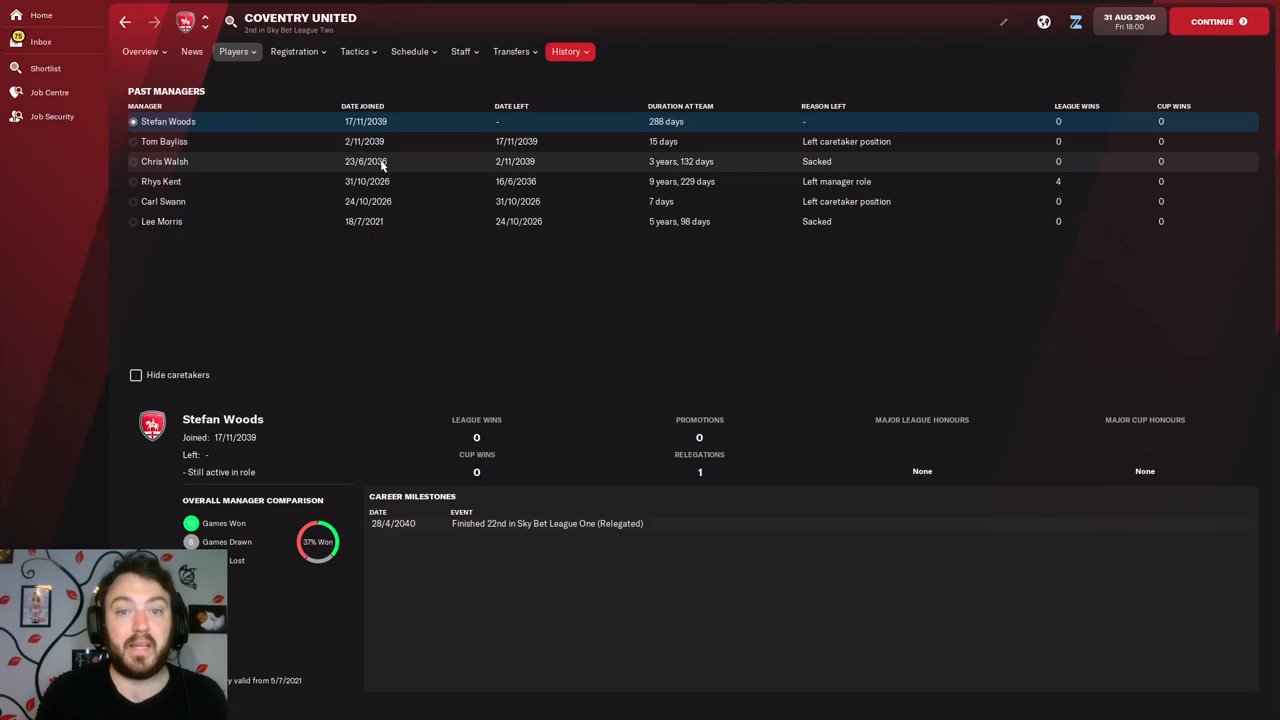 Home
75
Inbox
Shortlist
Job Centre
Job Security
COVENTRY UNITED
2nd in Sky Bet League Two
31 AUG 2040
Fri 18:00
CONTINUE
Overview
News
Players
Registration
Tactics
Schedule
Staff
Transfers
History
PAST MANAGERS
MANAGER DATE JOINED DATE LEFT DURATION AT TEAM REASON LEFT LEAGUE WINS CUP WINS
Stefan Woods 17/11/2039 - 288 days - 0 0
Tom Bayliss 2/11/2039 17/11/2039 15 days Left caretaker position 0 0
Chris Walsh 23/6/2036 2/11/2039 3 years, 132 days Sacked 0 0
Rhys Kent 31/10/2026 16/6/2036 9 years, 229 days Left manager role 4 0
Carl Swann 24/10/2026 31/10/2026 7 days Left caretaker position 0 0
Lee Morris 18/7/2021 24/10/2026 5 years, 98 days Sacked 0 0
Hide caretakers
Stefan Woods
Joined: 17/11/2039
Left: -
- Still active in role
LEAGUE WINS PROMOTIONS MAJOR LEAGUE HONOURS MAJOR CUP HONOURS
0 0
CUP WINS RELEGATIONS
0 1 None None
OVERALL MANAGER COMPARISON
Games Won
8 Games Drawn
Lost
37% Won
CAREER MILESTONES
DATE EVENT
28/4/2040 Finished 22nd in Sky Bet League One (Relegated)
valid from 5/7/2021